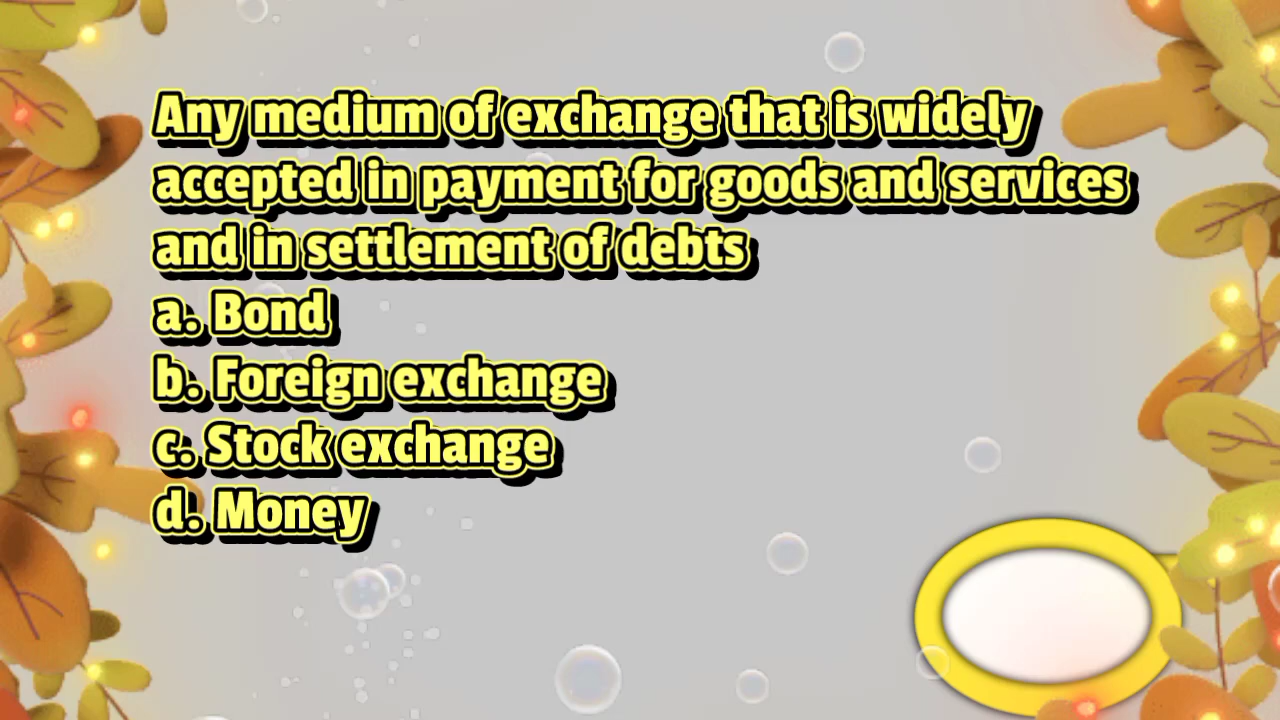 Any medium of exchange that is widely
accepted in payment for goods and services
and in settlement of debts
a. Bond
b. Foreign exchange
c. Stock exchange
d. Money